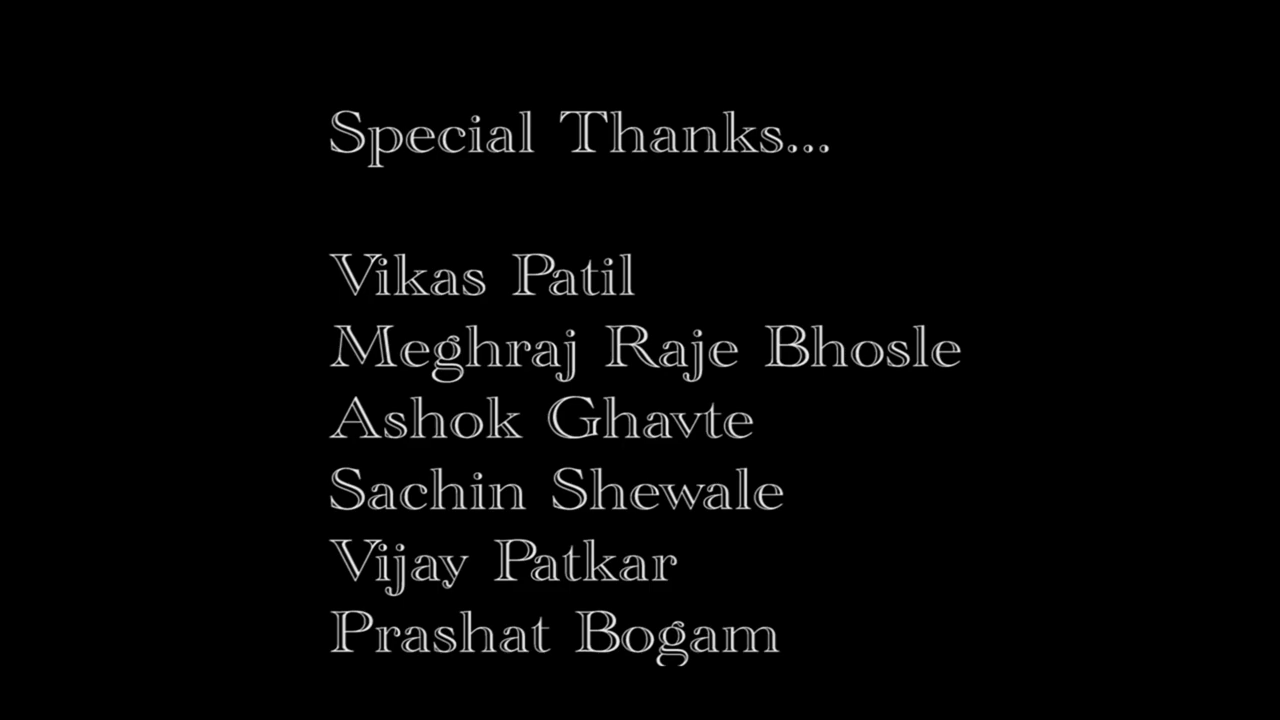 Special Thanks...
Vikas Patil
Meghraj Raje Bhosle
Ashok Ghavte
Sachin Shewale
Vijay Patkar
Prashat Bogam